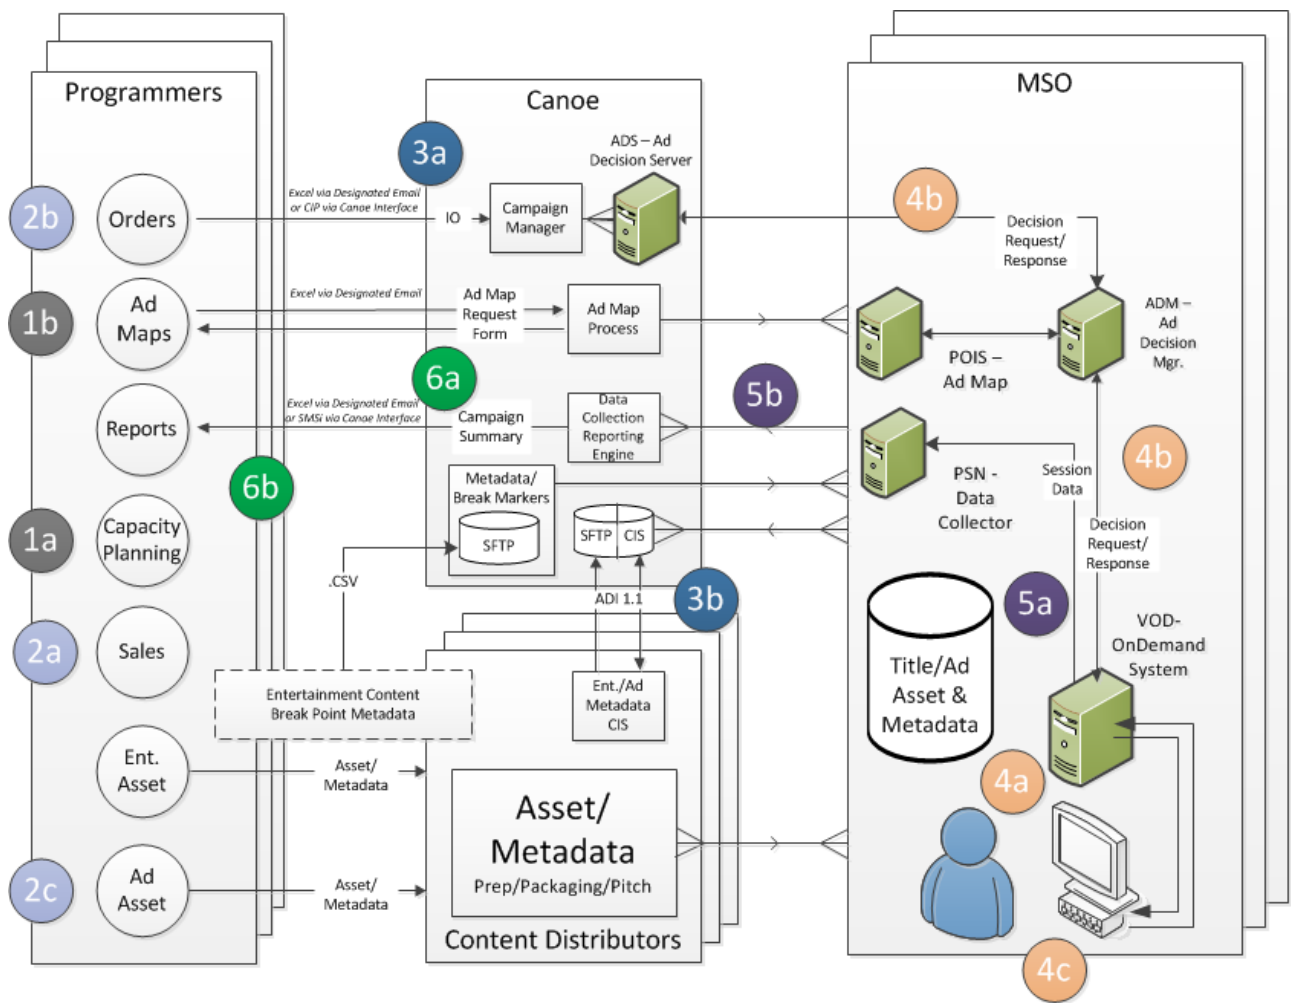 Programmers
Canoe
MSO
3a
ADS – Ad
Decision Server
2b
Orders
Excel via Designated Email
or CIP via Canoe Interface
IO
Campaign
Manager
4b
Decision
Request/
Response
1b
Ad
Maps
Excel via Designated Email
Ad Map
Request
Form
Ad Map
Process
POIS –
Ad Map
ADM –
Ad
Decision
Mgr.
6a
5b
Reports
Excel via Designated Email
or SMSi via Canoe Interface
Campaign
Summary
Data
Collection
Reporting
Engine
PSN -
Data
Collector
Session
Data
4b
6b
Metadata/
Break Markers
SFTP
SFTP
CIS
Decision
Request/
Response
1a
Capacity
Planning
.CSV
ADI 1.1
3b
5a
2a
Sales
VOD-
OnDemand
System
Entertainment Content
Break Point Metadata
Ent./Ad
Metadata
CIS
Title/Ad
Asset &
Metadata
Ent.
Asset
Asset/
Metadata
4a
Asset/
Metadata
Prep/Packaging/Pitch
2c
Ad
Asset
Asset/
Metadata
Content Distributors
4c